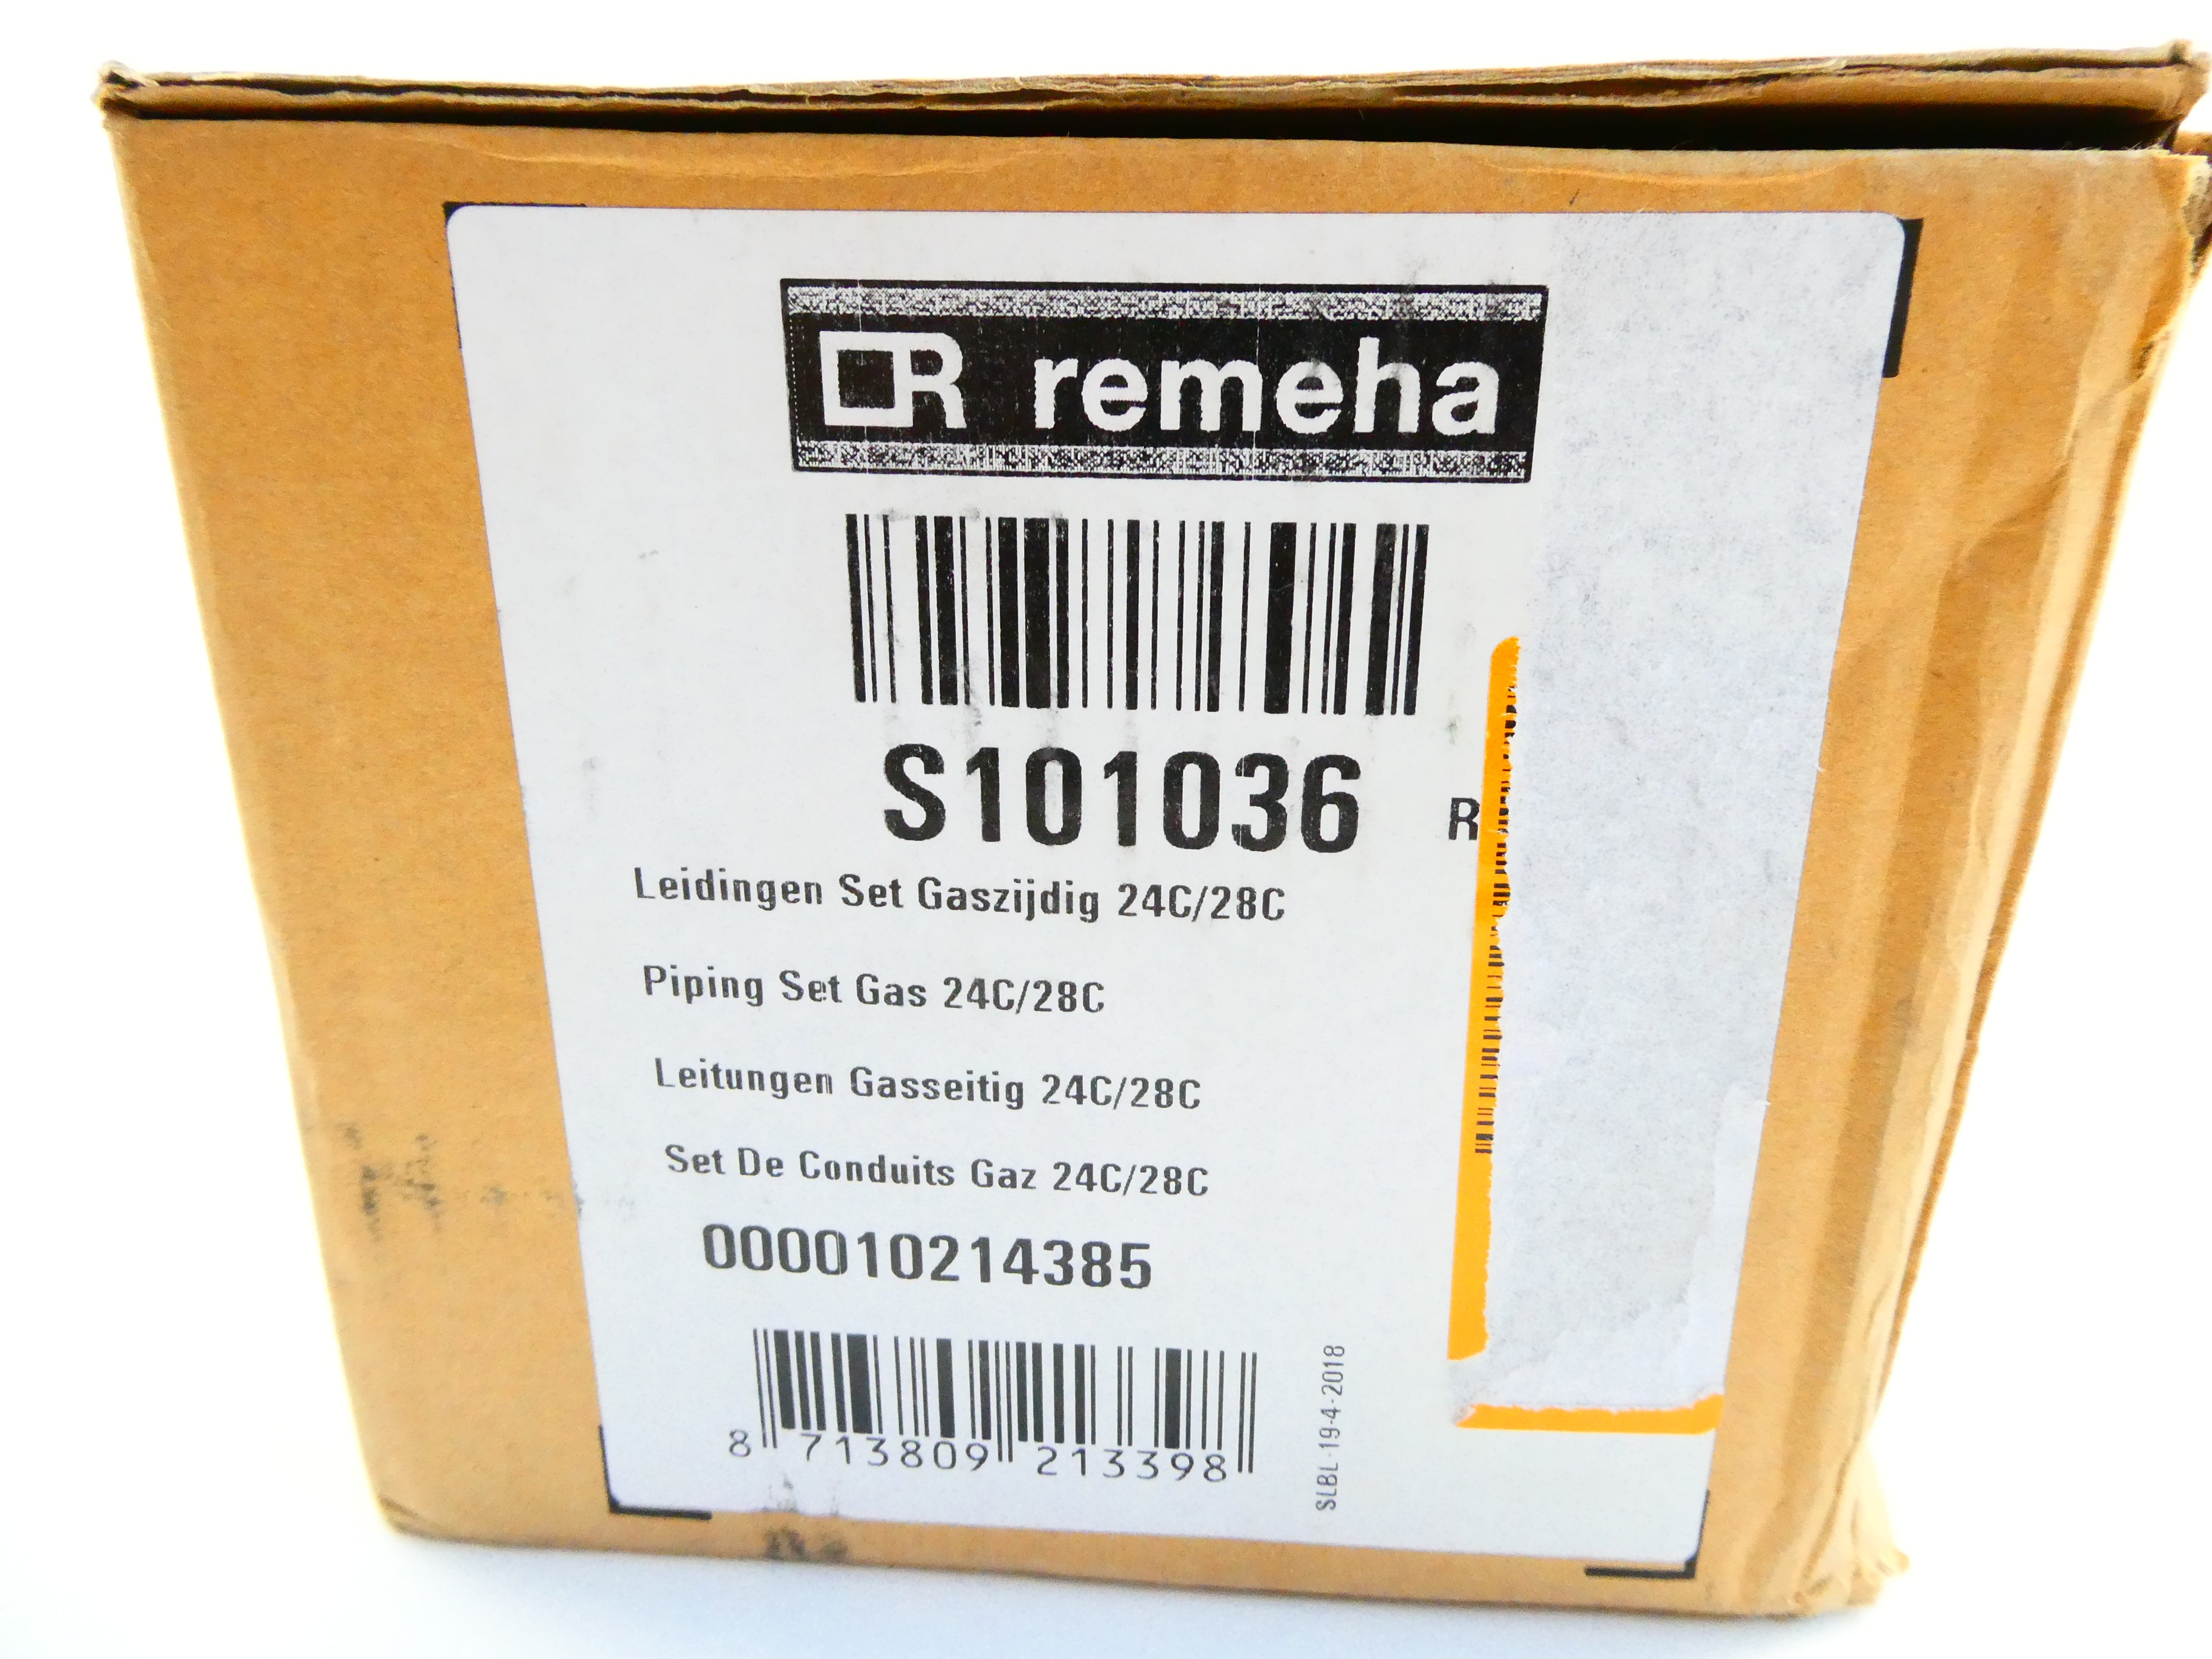 R remeha
S101036 R
Leidingen Set Gaszijdig 24C/28C
Piping Set Gas 24C/28C
Leitungen Gasseitig 24C/28C
Set De Conduits Gaz 24C/28C
000010214385
8 713809 213398
SLBL-19-4-2018